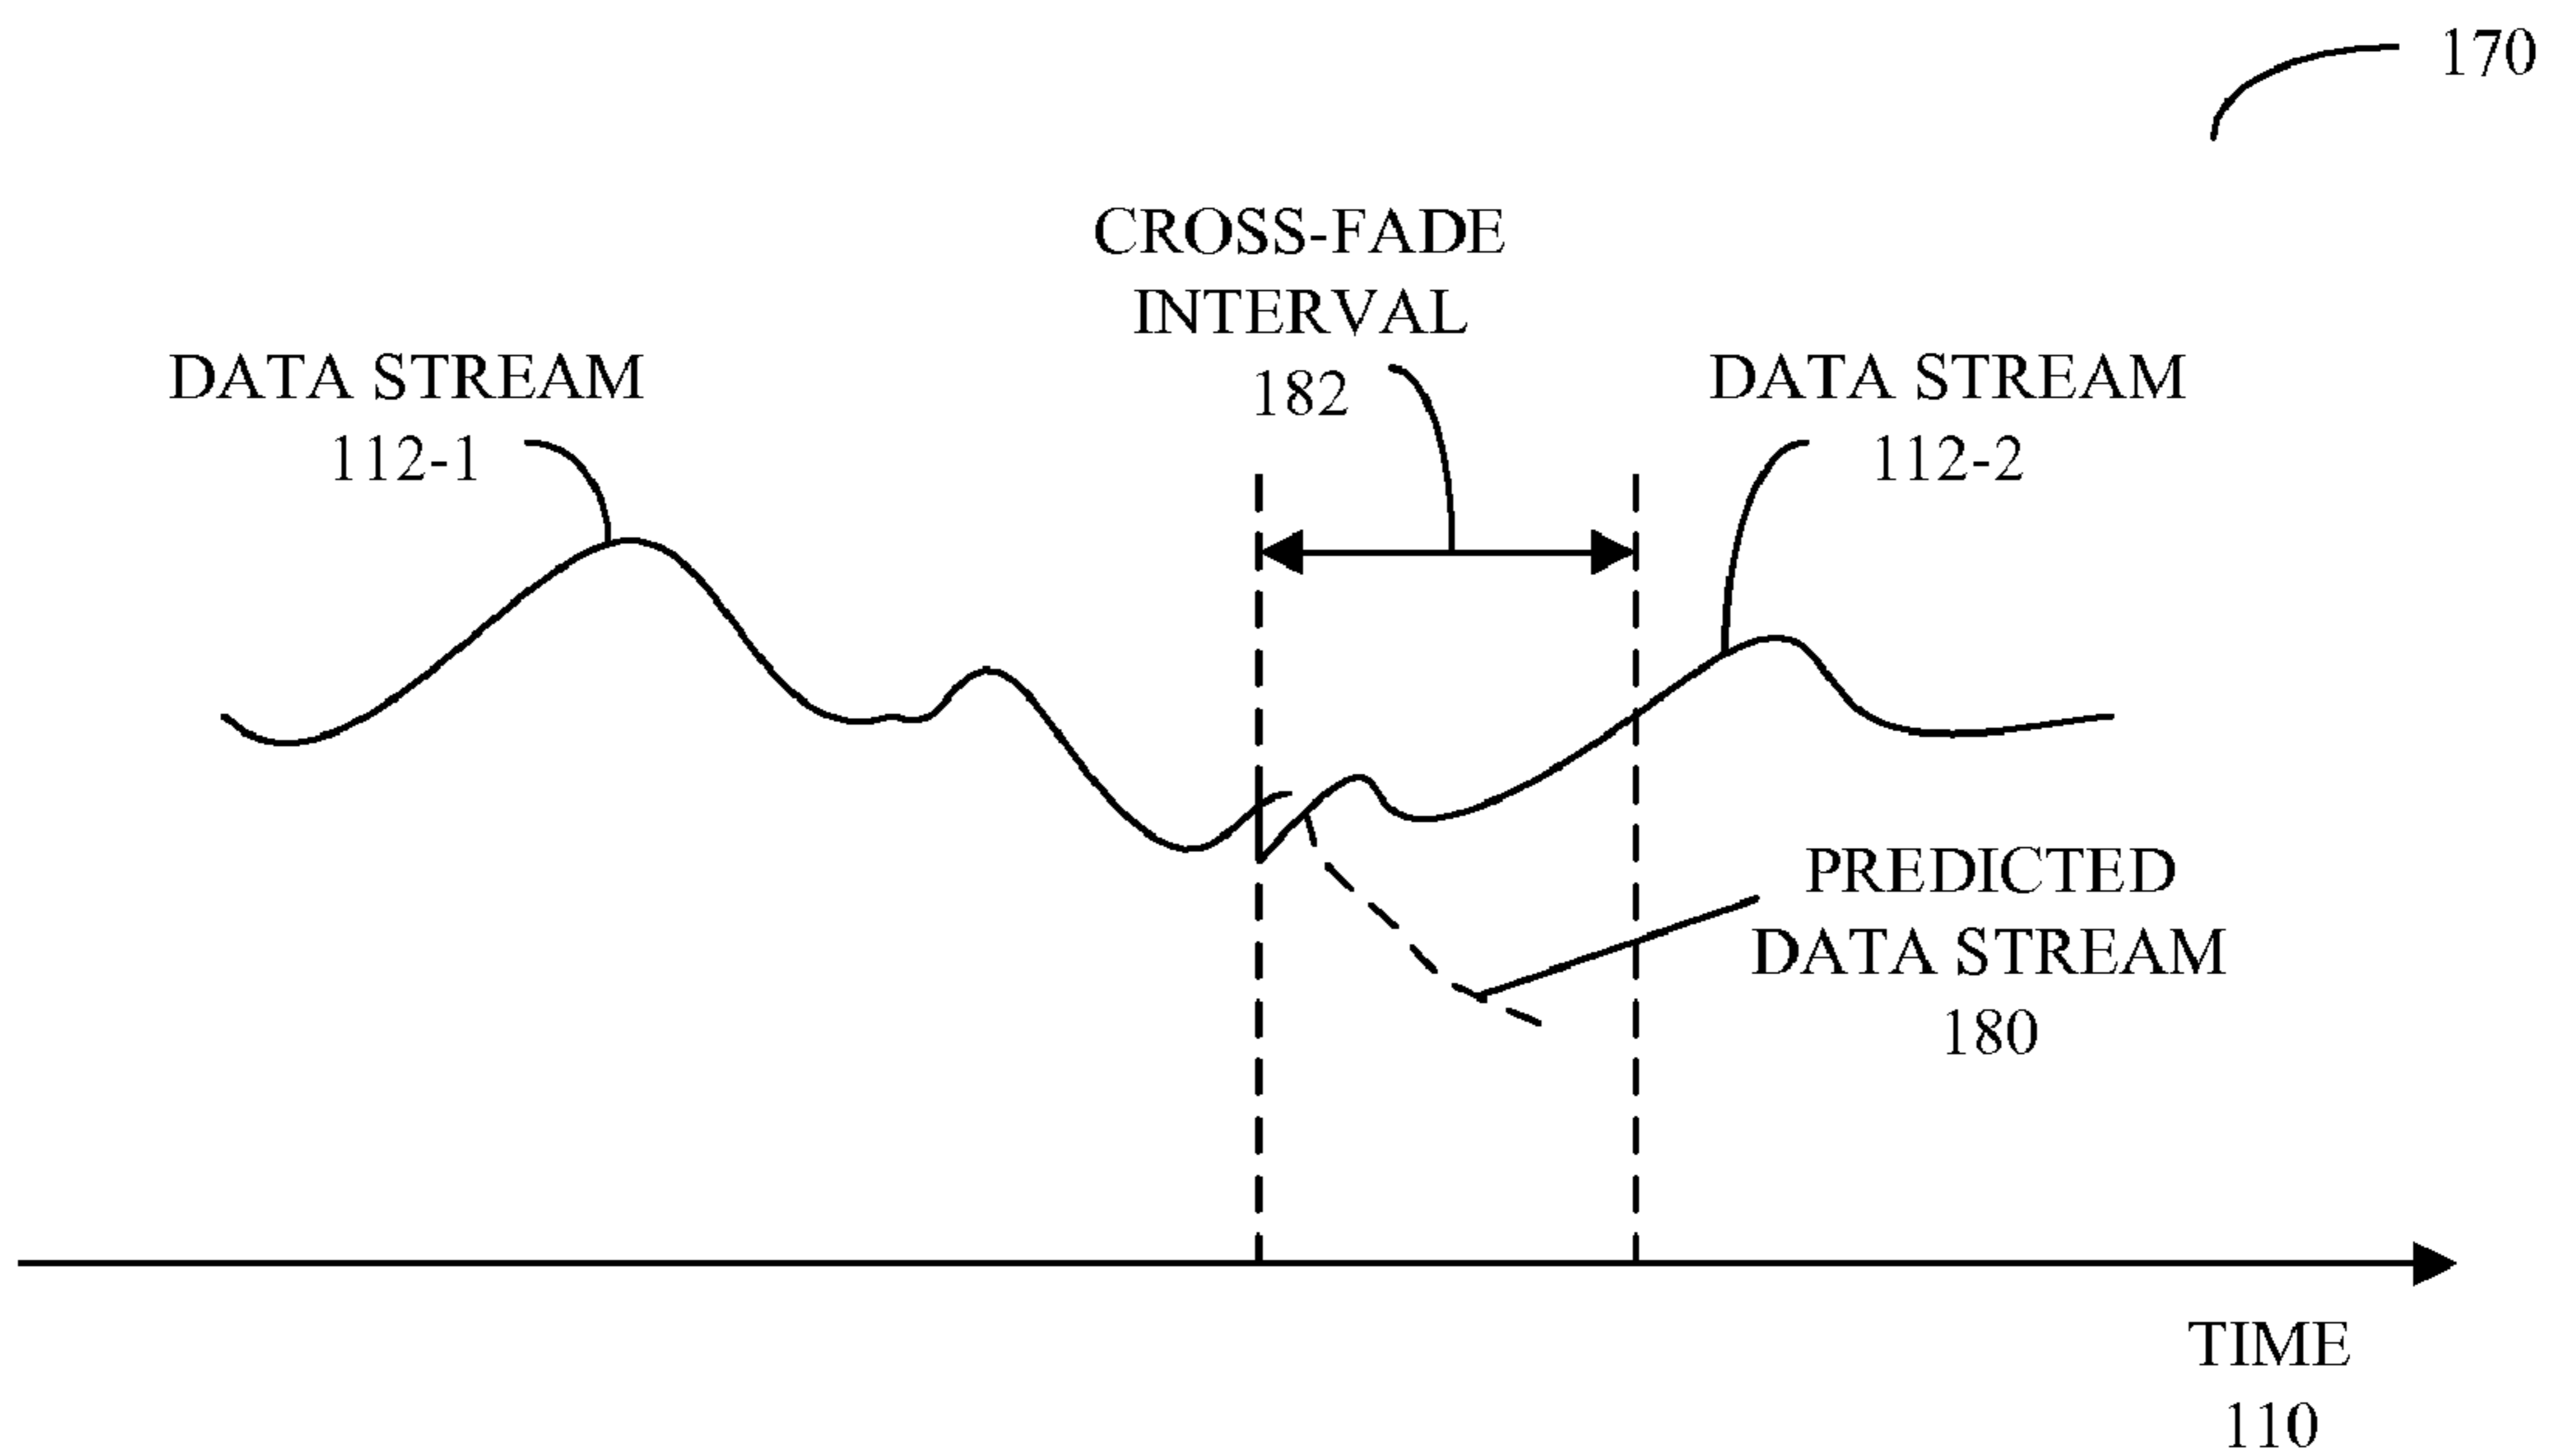 170
CROSS-FADE
INTERVAL
182
DATA STREAM
112-1
DATA STREAM
112-2
PREDICTED
DATA STREAM
180
TIME
110